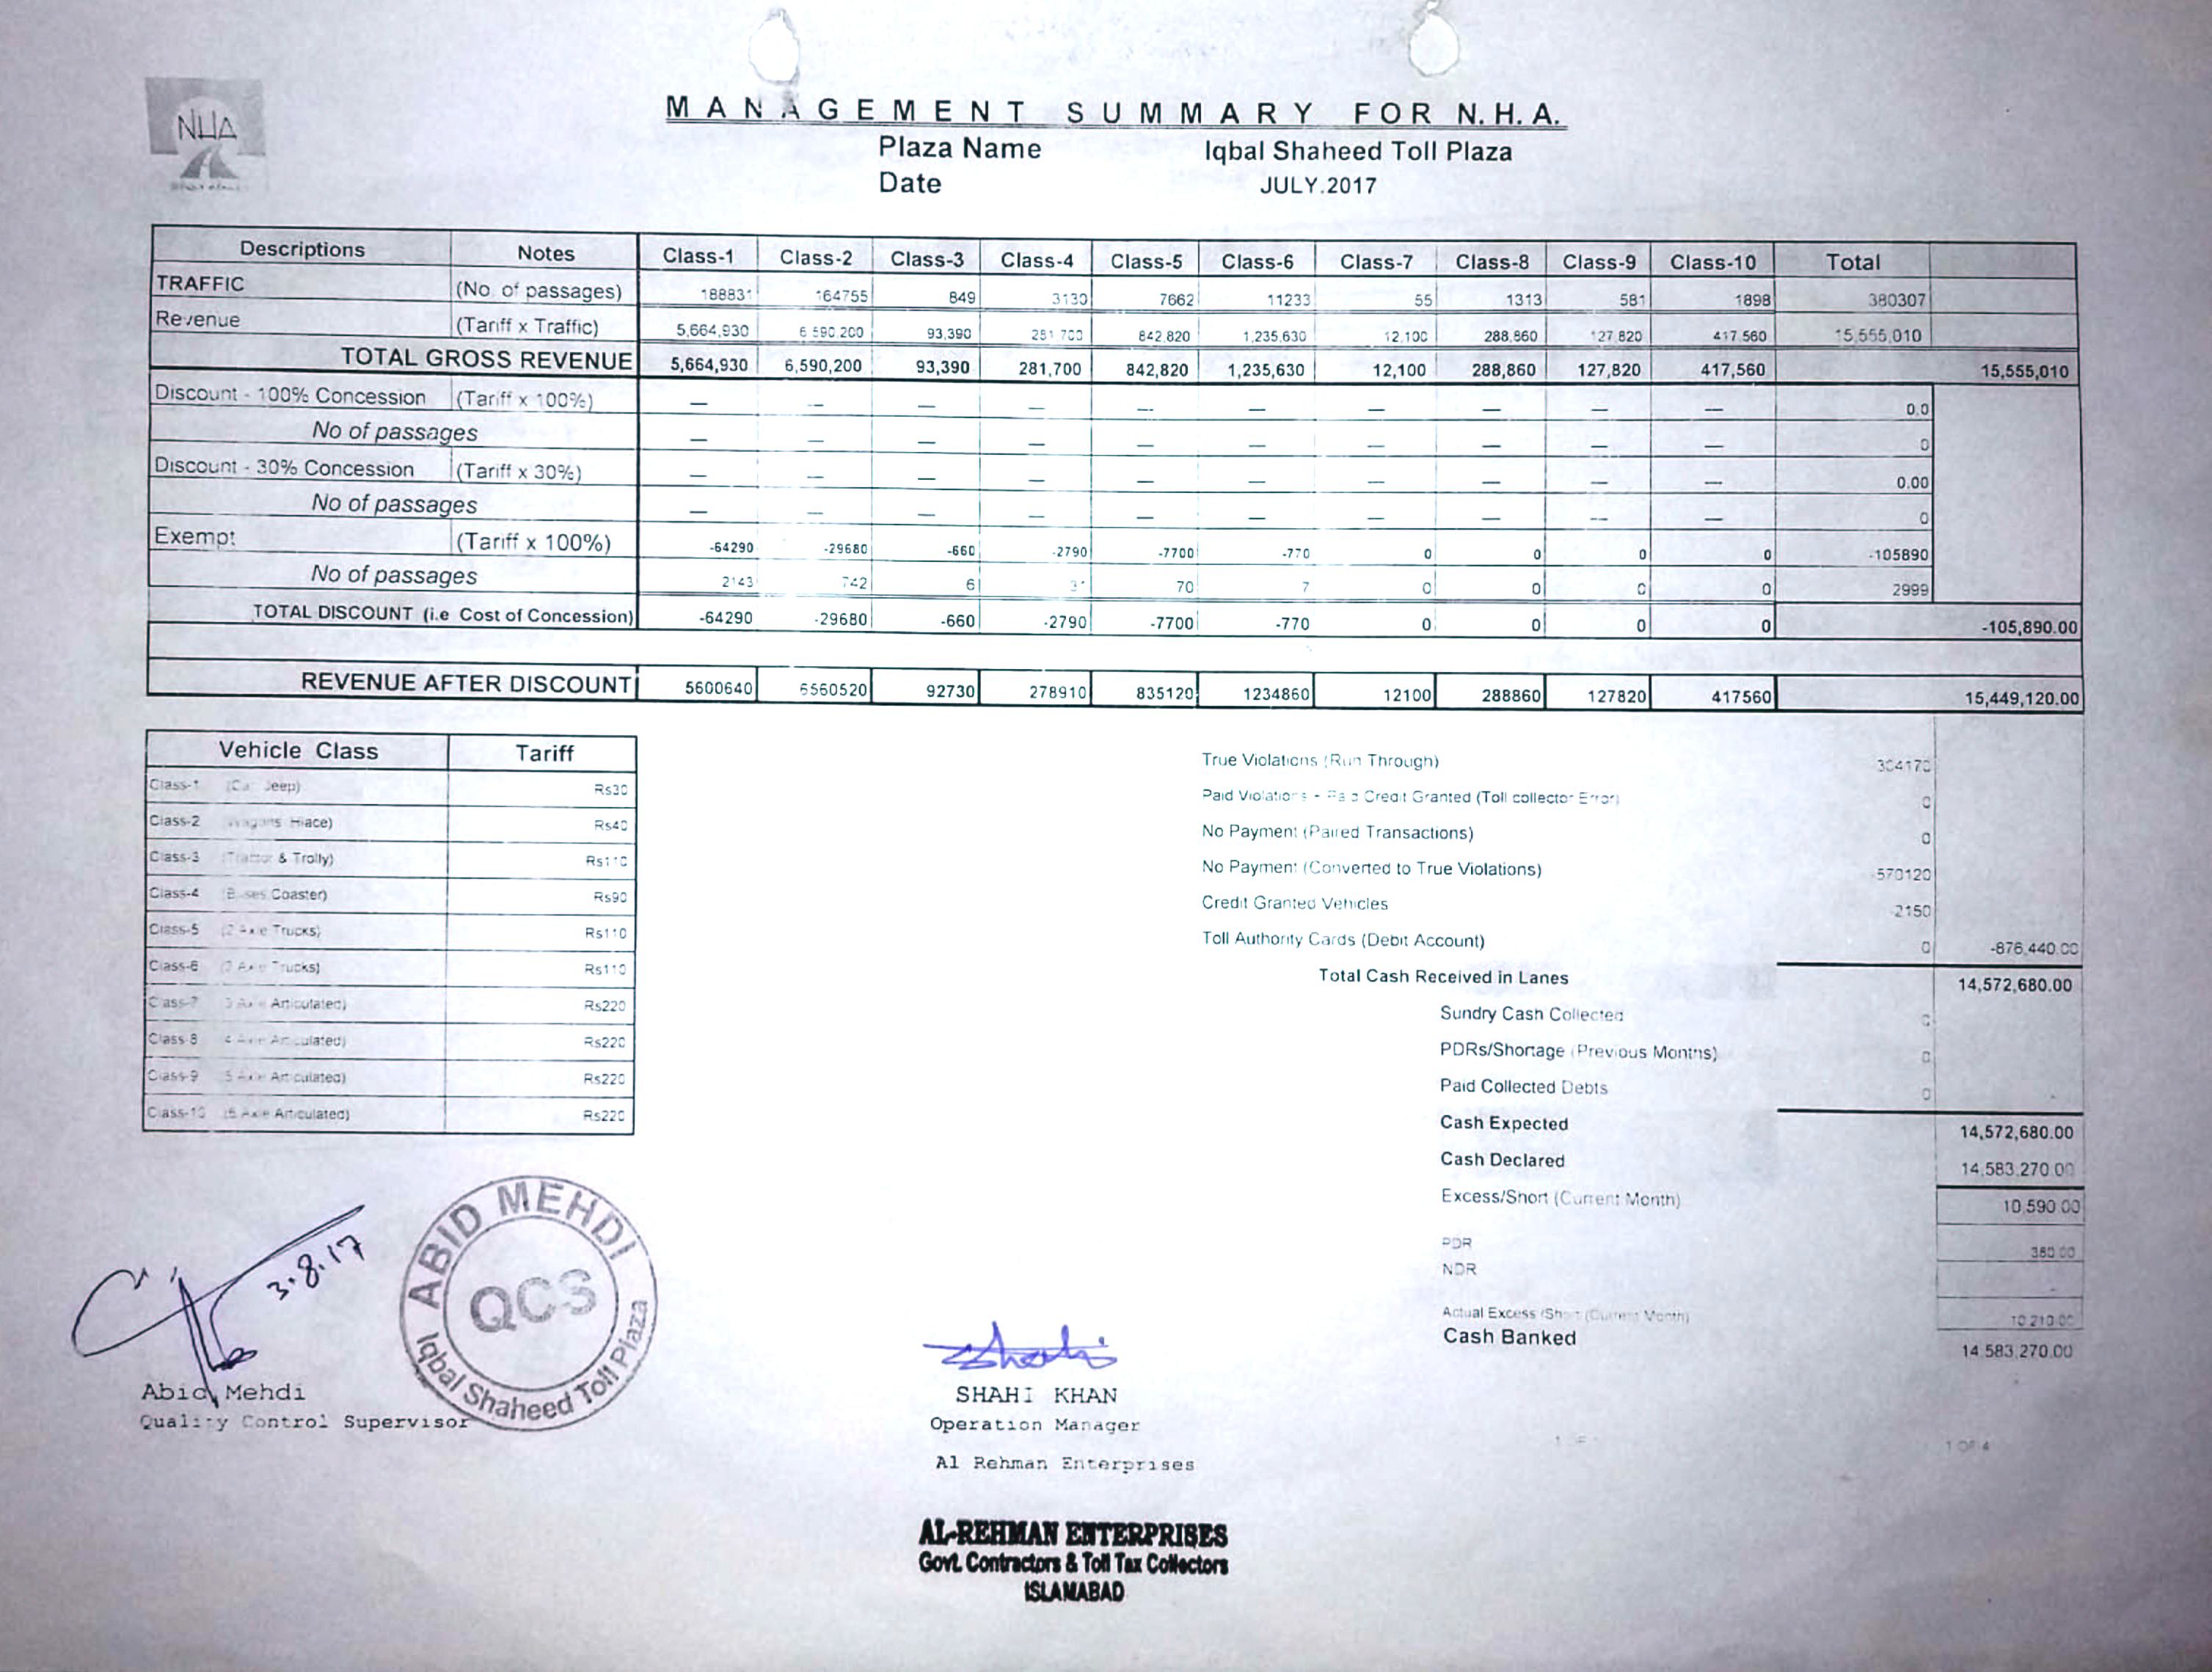 NHA
MANAGEMENT SUMMARY FOR N.H.A.
Plaza Name Iqbal Shaheed Toll Plaza
Date JULY.2017
Descriptions Notes Class-1 Class-2 Class-3 Class-4 Class-5 Class-6 Class-7 Class-8 Class-9 Class-10 Total
TRAFFIC (No. of passages) 188831 164755 849 3130 7662 11233 55 1313 581 1898 380307
Revenue (Tariff x Traffic) 5,664,930 6,590,200 93,390 281,700 842,820 1,235,630 12,100 288,860 127,820 417,560 15,555,010
TOTAL GROSS REVENUE 5,664,930 6,590,200 93,390 281,700 842,820 1,235,630 12,100 288,860 127,820 417,560 15,555,010
Discount - 100% Concession (Tariff x 100%) — — — — — — — — — — 0.0
No of passages — — — — — — — — — — 0
Discount - 30% Concession (Tariff x 30%) — — — — — — — — — — 0.00
No of passages — — — — — — — — — — 0
Exempt (Tariff x 100%) -64290 -29680 -660 -2790 -7700 -770 0 0 0 0 -105890
No of passages 2143 742 6 31 70 7 0 0 0 0 2999
TOTAL DISCOUNT (i.e Cost of Concession) -64290 -29680 -660 -2790 -7700 -770 0 0 0 0 -105,890.00
REVENUE AFTER DISCOUNT 5600640 6560520 92730 278910 835120 1234860 12100 288860 127820 417560 15,449,120.00
Vehicle Class Tariff
Class-1 (Car Jeep) Rs30
Class-2 Hiace) Rs40
Class-3 (Tractor & Trolly) Rs110
Class-4 (Buses Coaster) Rs90
Class-5 (2 Axle Trucks) Rs110
Class-6 (3 Axle Trucks) Rs110
Class-7 3 Axle Articulated) Rs220
Class-8 4 Axle Articulated) Rs220
Class-9 5 Axle Articulated) Rs220
Class-10 (6 Axle Articulated) Rs220
True Violations (Run Through) 304170
Paid Violations - Paid Credit Granted (Toll collector Error) 0
No Payment (Paired Transactions) 0
No Payment (Converted to True Violations) -570120
Credit Granted Vehicles -2150
Toll Authority Cards (Debit Account) 0 -876,440.00
Total Cash Received in Lanes 14,572,680.00
Sundry Cash Collected 0
PDRs/Shortage (Previous Months) 0
Paid Collected Debts 0 -
Cash Expected 14,572,680.00
Cash Declared 14,583,270.00
Excess/Short (Current Month) 10,590.00
PDR 380.00
NDR -
Actual Excess /Short (Current Month) 10,210.00
Cash Banked 14,583,270.00
3.8.17
ABID MEHDI
QCS
Iqbal Shaheed Toll Plaza
Abid Mehdi
Quality Control Supervisor
Shahi
SHAHI KHAN
Operation Manager
Al Rehman Enterprises
1 OF 4
AL-REHMAN ENTERPRISES
Govt. Contractors & Toll Tax Collectors
ISLAMABAD